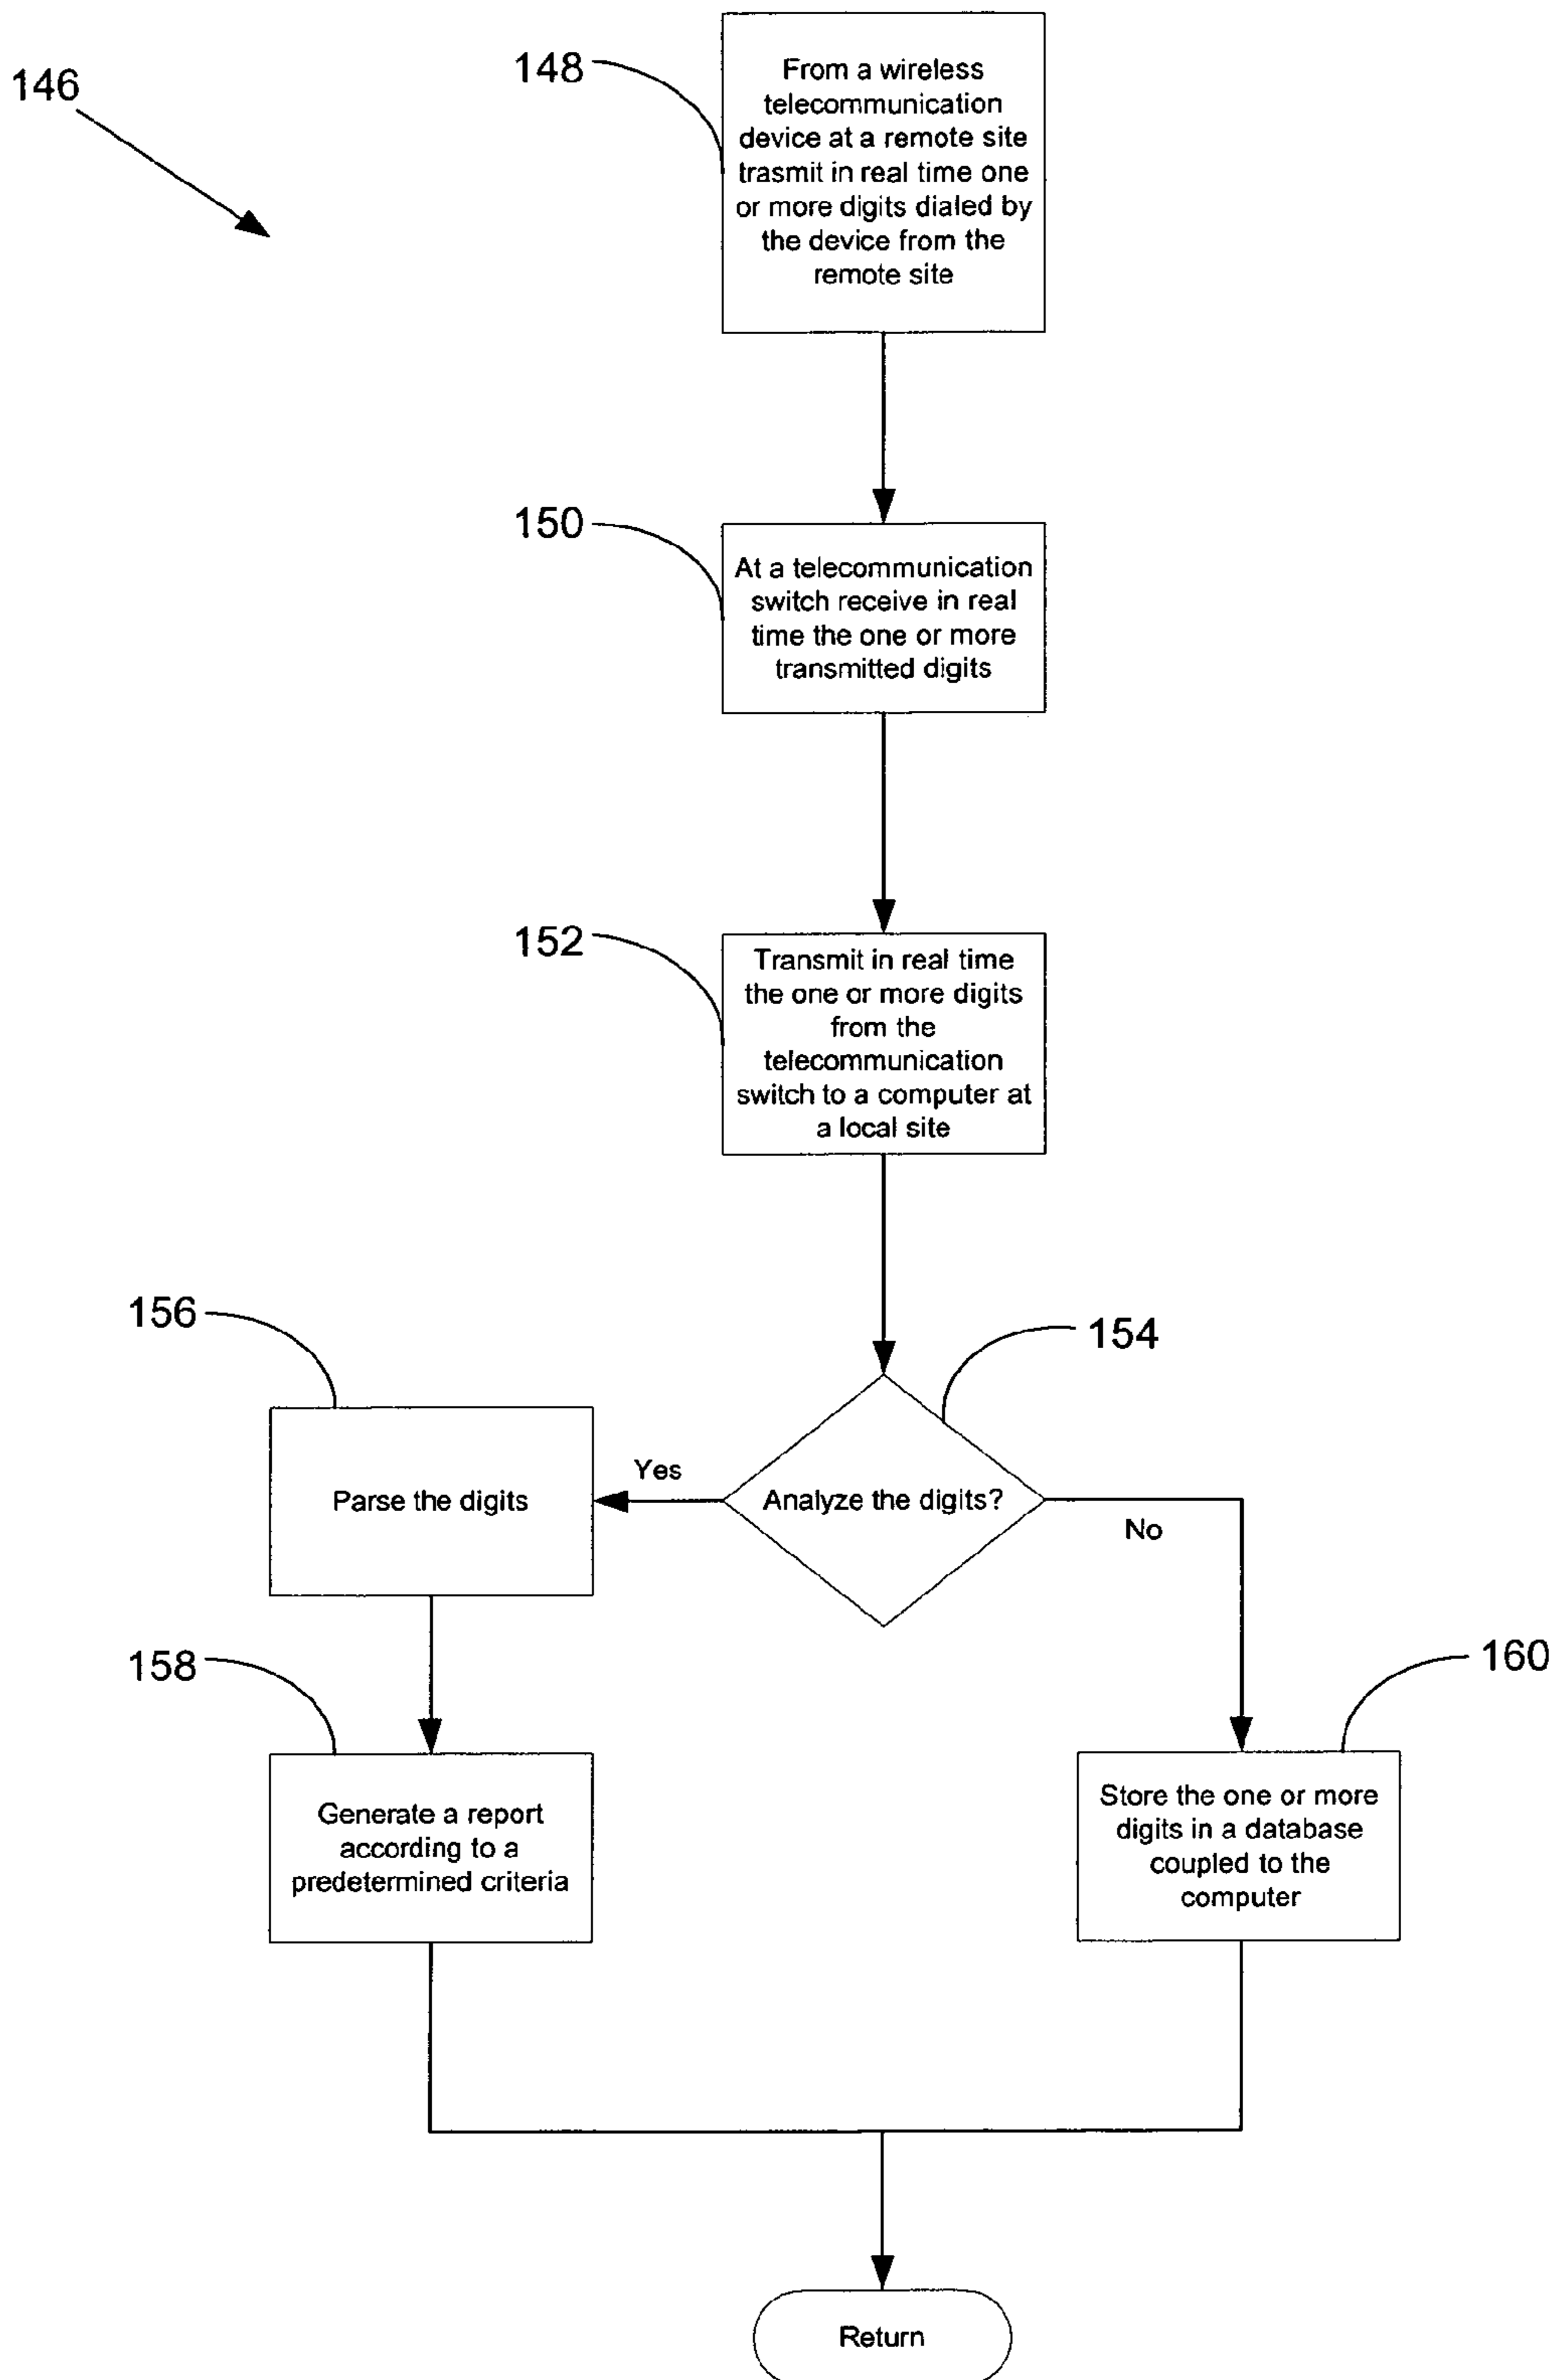 146
148
From a wireless
telecommunication
device at a remote site
trasmit in real time one
or more digits dialed by
the device from the
remote site
150
At a telecommunication
switch receive in real
time the one or more
transmitted digits
152
Transmit in real time
the one or more digits
from the
telecommunication
switch to a computer at
a local site
154
Analyze the digits?
Yes
No
156
Parse the digits
158
Generate a report
according to a
predetermined criteria
160
Store the one or more
digits in a database
coupled to the
computer
Return